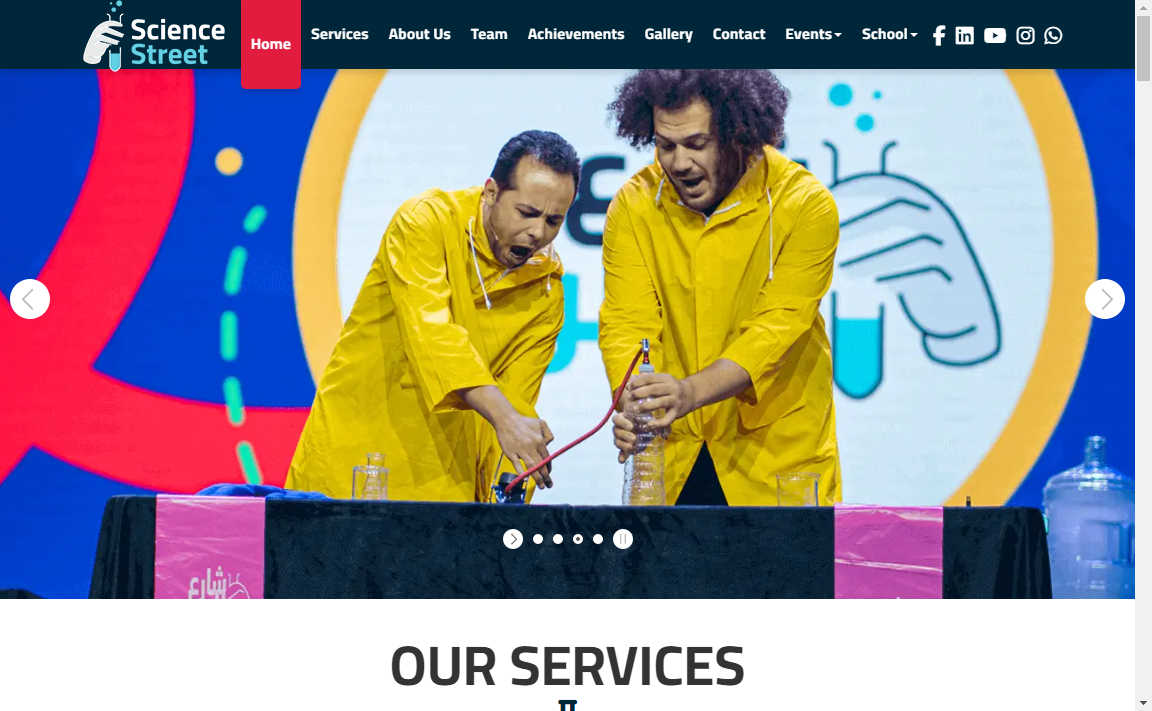 Science
Street
Home
Services
About Us
Team
Achievements
Gallery
Contact
Events
School
شارع
OUR SERVICES